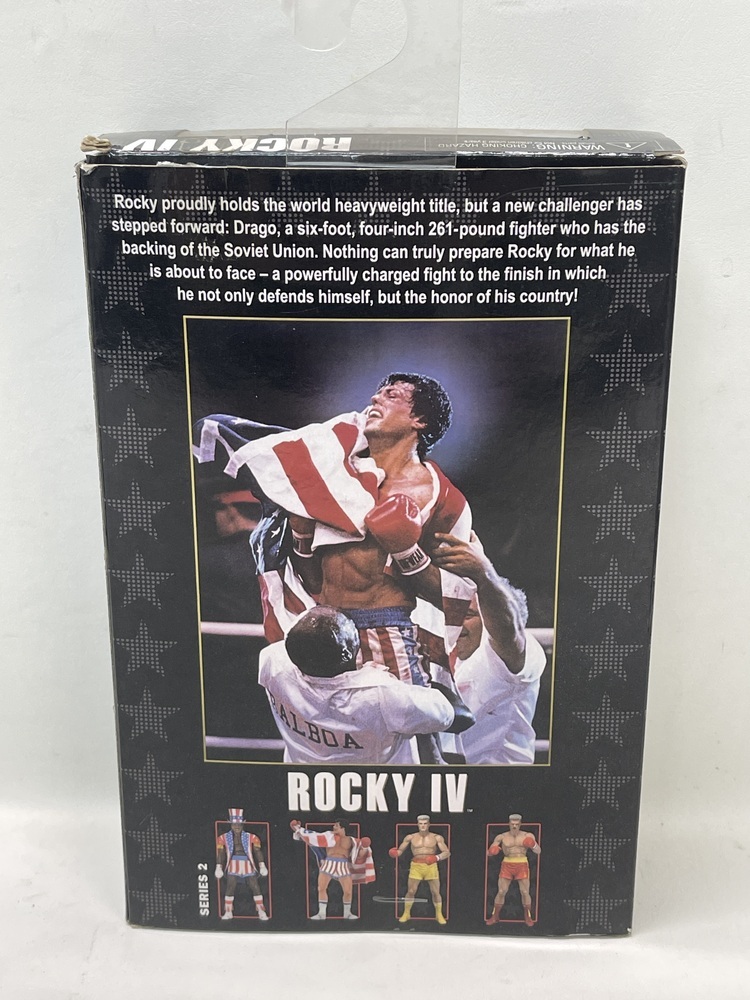 ROCKY IV
ROCKY
WARNING: CHOKING HAZARD
Rocky proudly holds the world heavyweight title, but a new challenger has
stepped forward: Drago, a six-foot, four-inch 261-pound fighter who has the
backing of the Soviet Union. Nothing can truly prepare Rocky for what he
is about to face – a powerfully charged fight to the finish in which
he not only defends himself, but the honor of his country!
BALBOA
ROCKY IV
SERIES 2